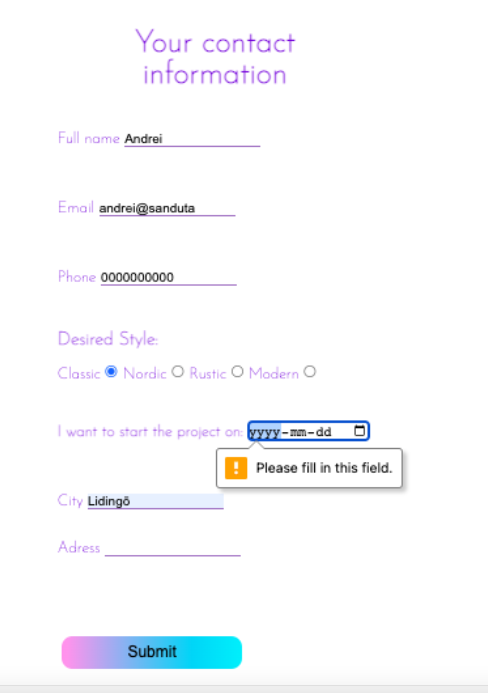 Your contact
information
Full name Andrei
Email andrei@sanduta
Phone 0000000000
Desired Style:
Classic Nordic Rustic Modern
I want to start the project on: yyyy-mm-dd
Please fill in this field.
City Lidingö
Adress
Submit